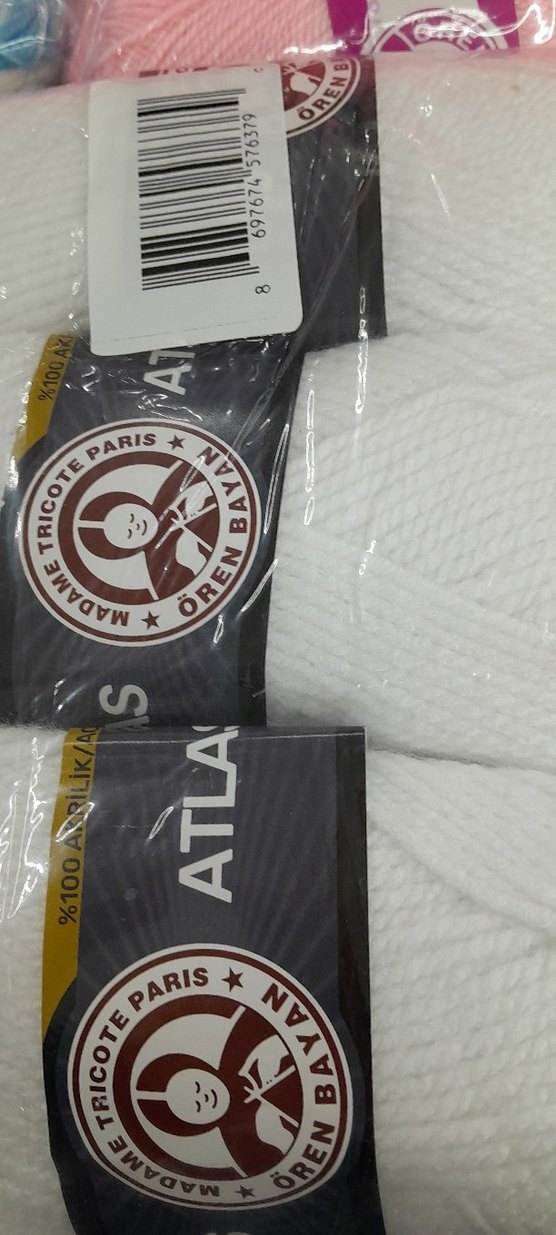 ÖREN B
8 697674 576379
%100 AK
AT
MADAME TRICOTE PARIS ★ ÖREN BAYAN ★
AS
%100 AKRİLİK/Ac
ATLAS
MADAME TRICOTE PARIS ★ ÖREN BAYAN ★